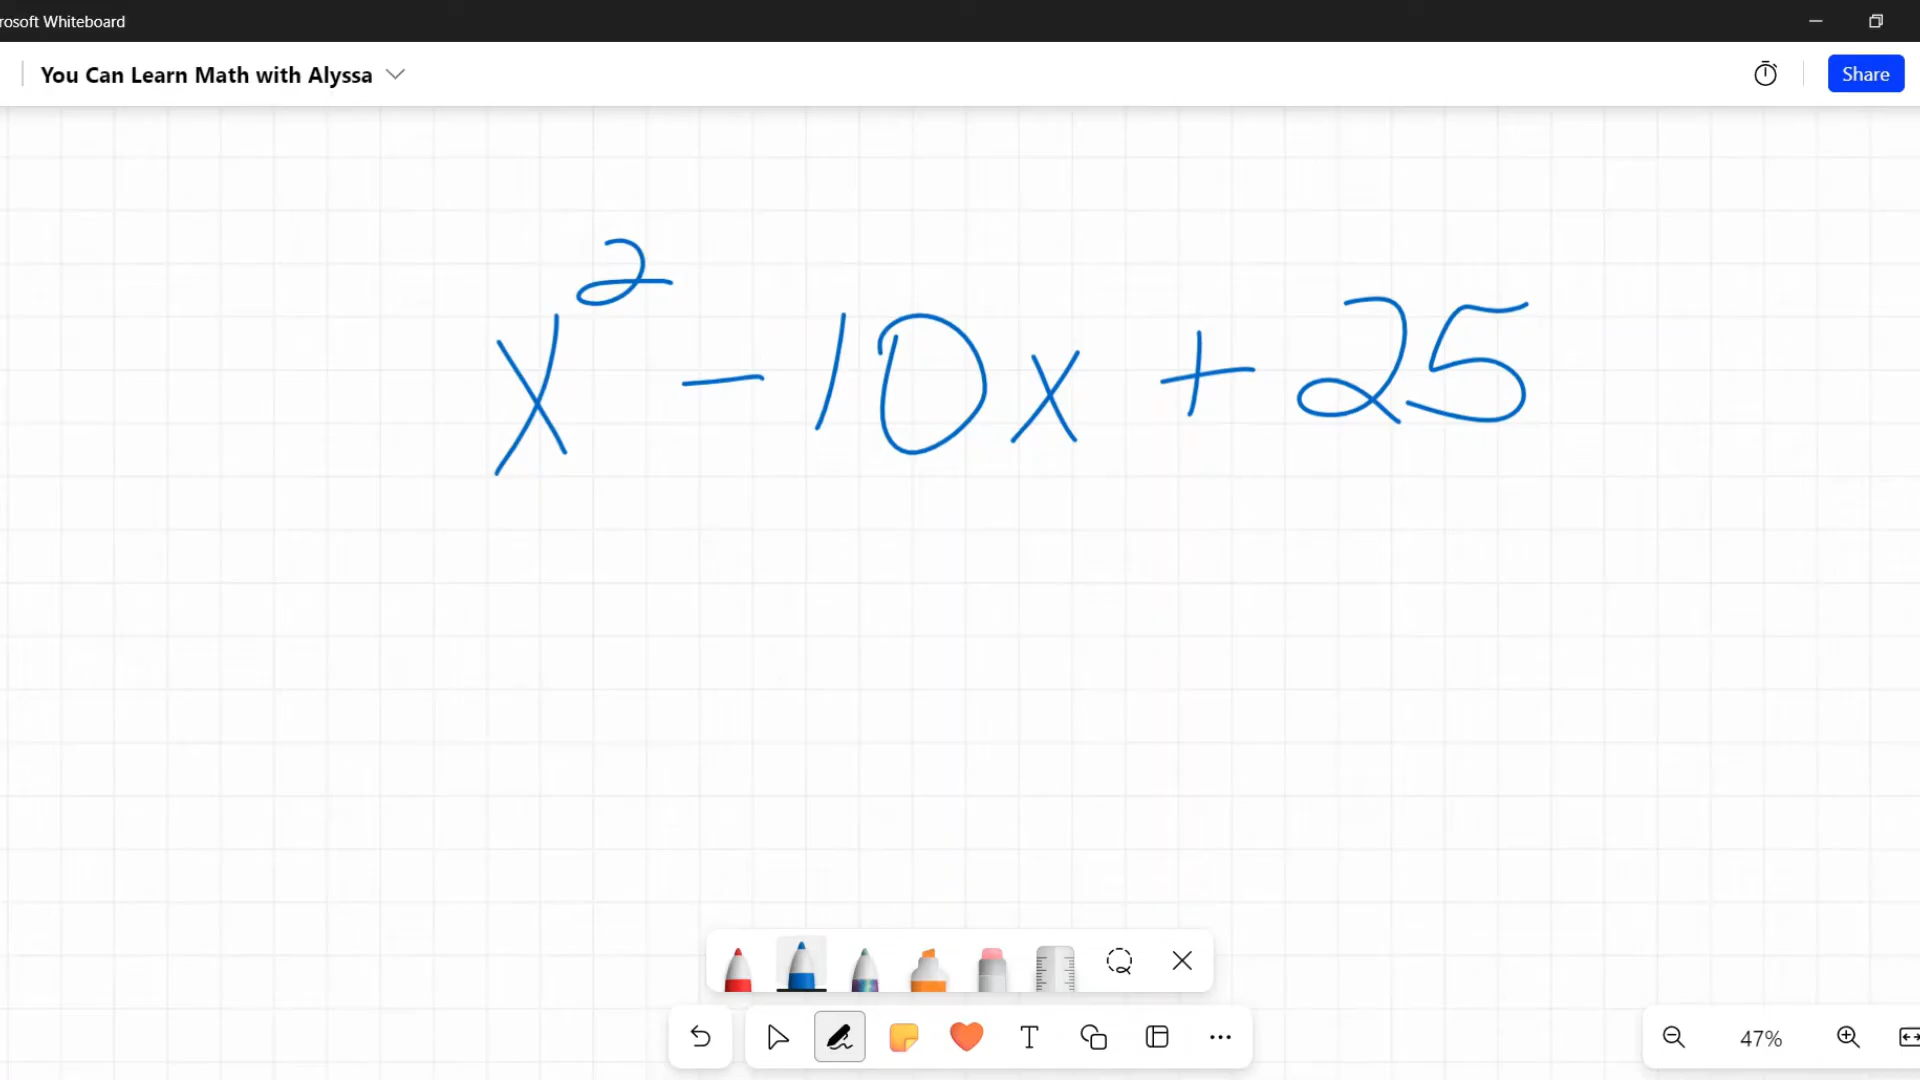 rosoft Whiteboard
You Can Learn Math with Alyssa
Share
x² - 10x + 25
T
47%